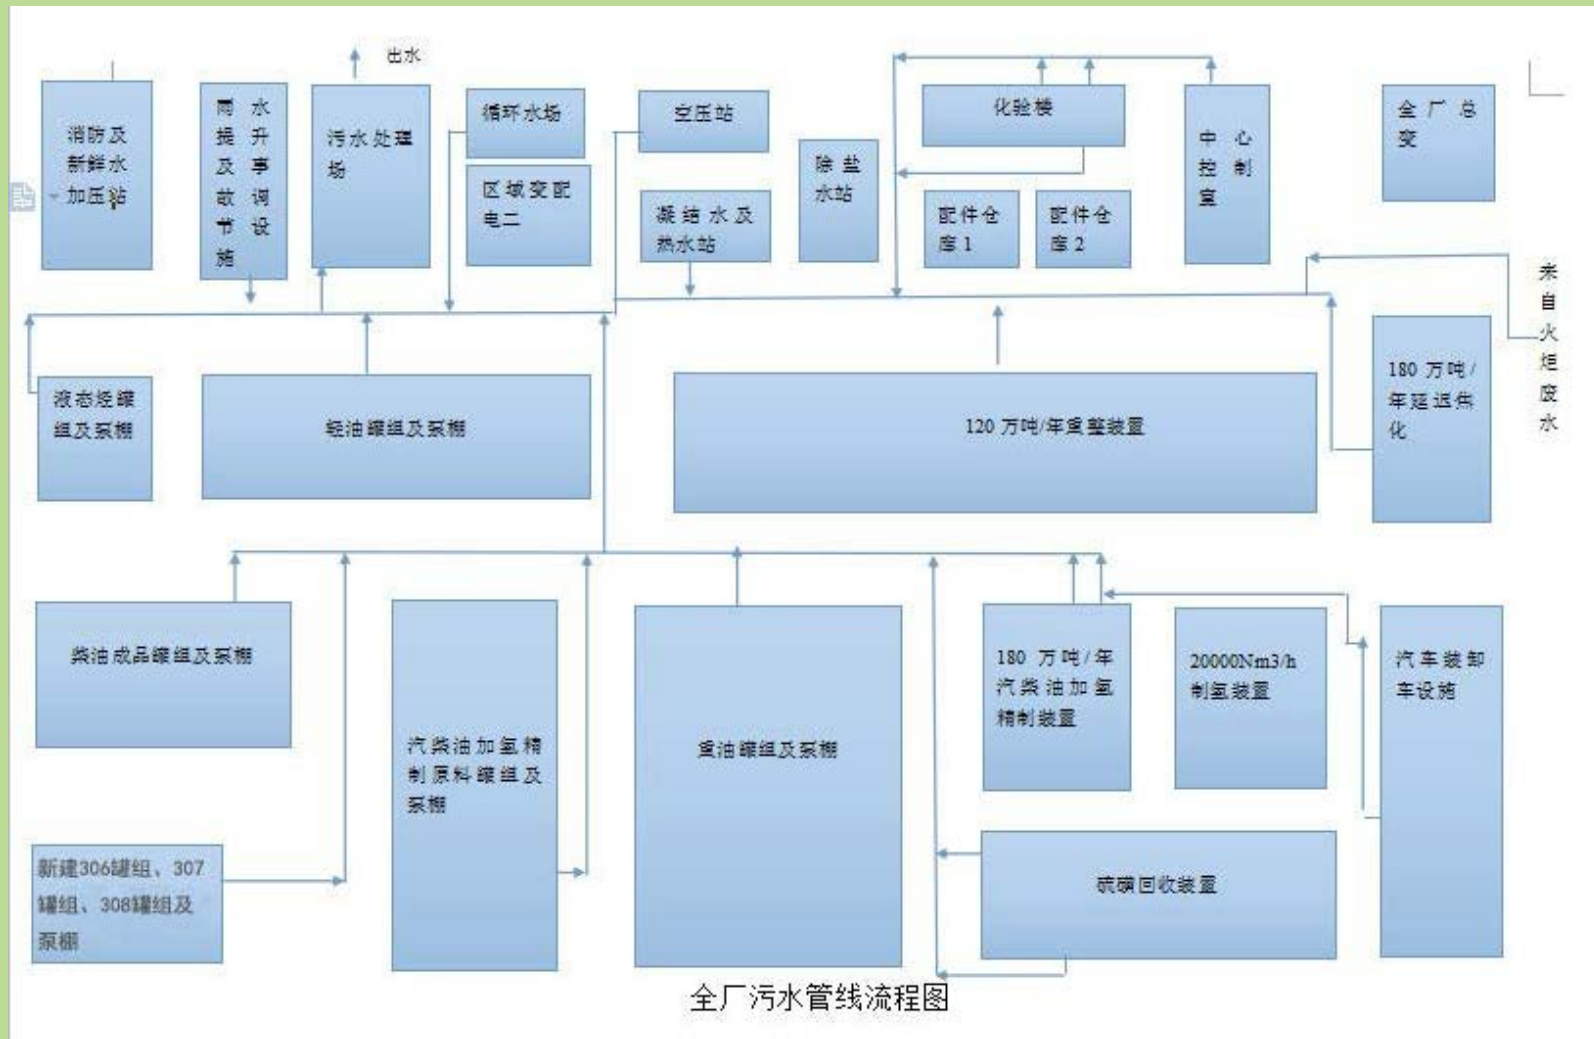 出水
消防及
新鲜水
加压站
雨水
提升
及事
故调
节设
施
污水处理
场
循环水场
区域变配
电二
空压站
凝结水及
热水站
除盐
水站
化验楼
配件仓
库1
配件仓
库2
中心
控制
室
全厂总
变
来自火炬废水
液态烃罐
组及泵棚
轻油罐组及泵棚
120万吨/年重整装置
180万吨/
年延迟焦
化
柴油成品罐组及泵棚
汽柴油加氢精
制原料罐组及
泵棚
重油罐组及泵棚
180万吨/年
汽柴油加氢
精制装置
20000Nm3/h
制氢装置
汽车装卸
车设施
新建306罐组、307
罐组、308罐组及
泵棚
硫磺回收装置
全厂污水管线流程图